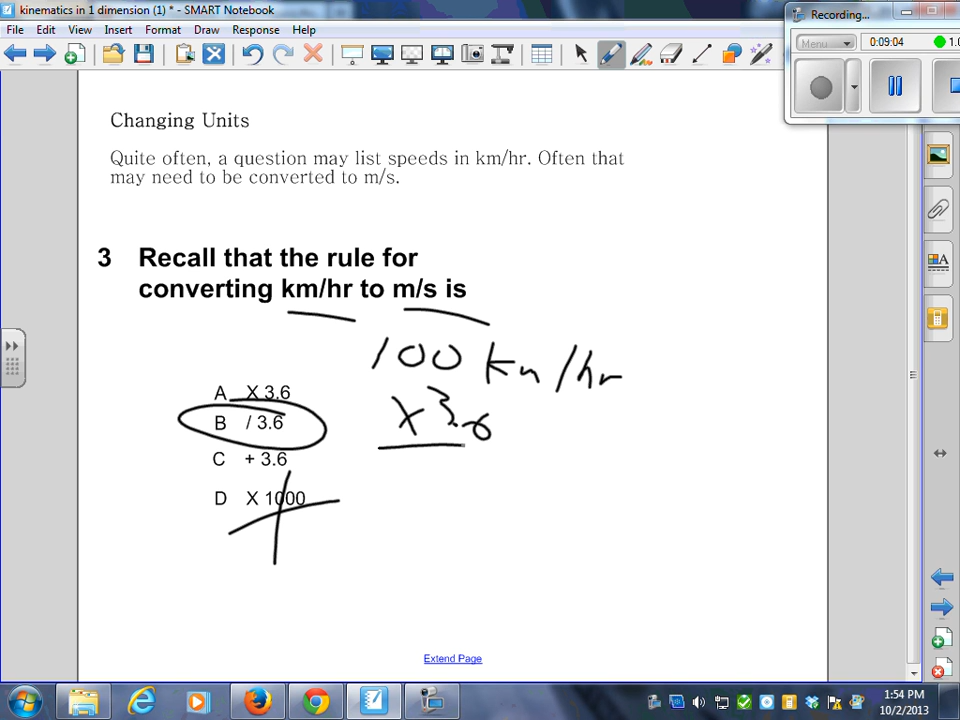 kinematics in 1 dimension (1) * - SMART Notebook
Recording...
File Edit View Insert Format Draw Response Help
Menu
0:09:04
1.0
Changing Units
Quite often, a question may list speeds in km/hr. Often that
may need to be converted to m/s.
3 Recall that the rule for
converting km/hr to m/s is
100 km/hr
A X 3.6
x 3.6
B / 3.6
C + 3.6
D X 1000
Extend Page
1:54 PM
10/2/2013